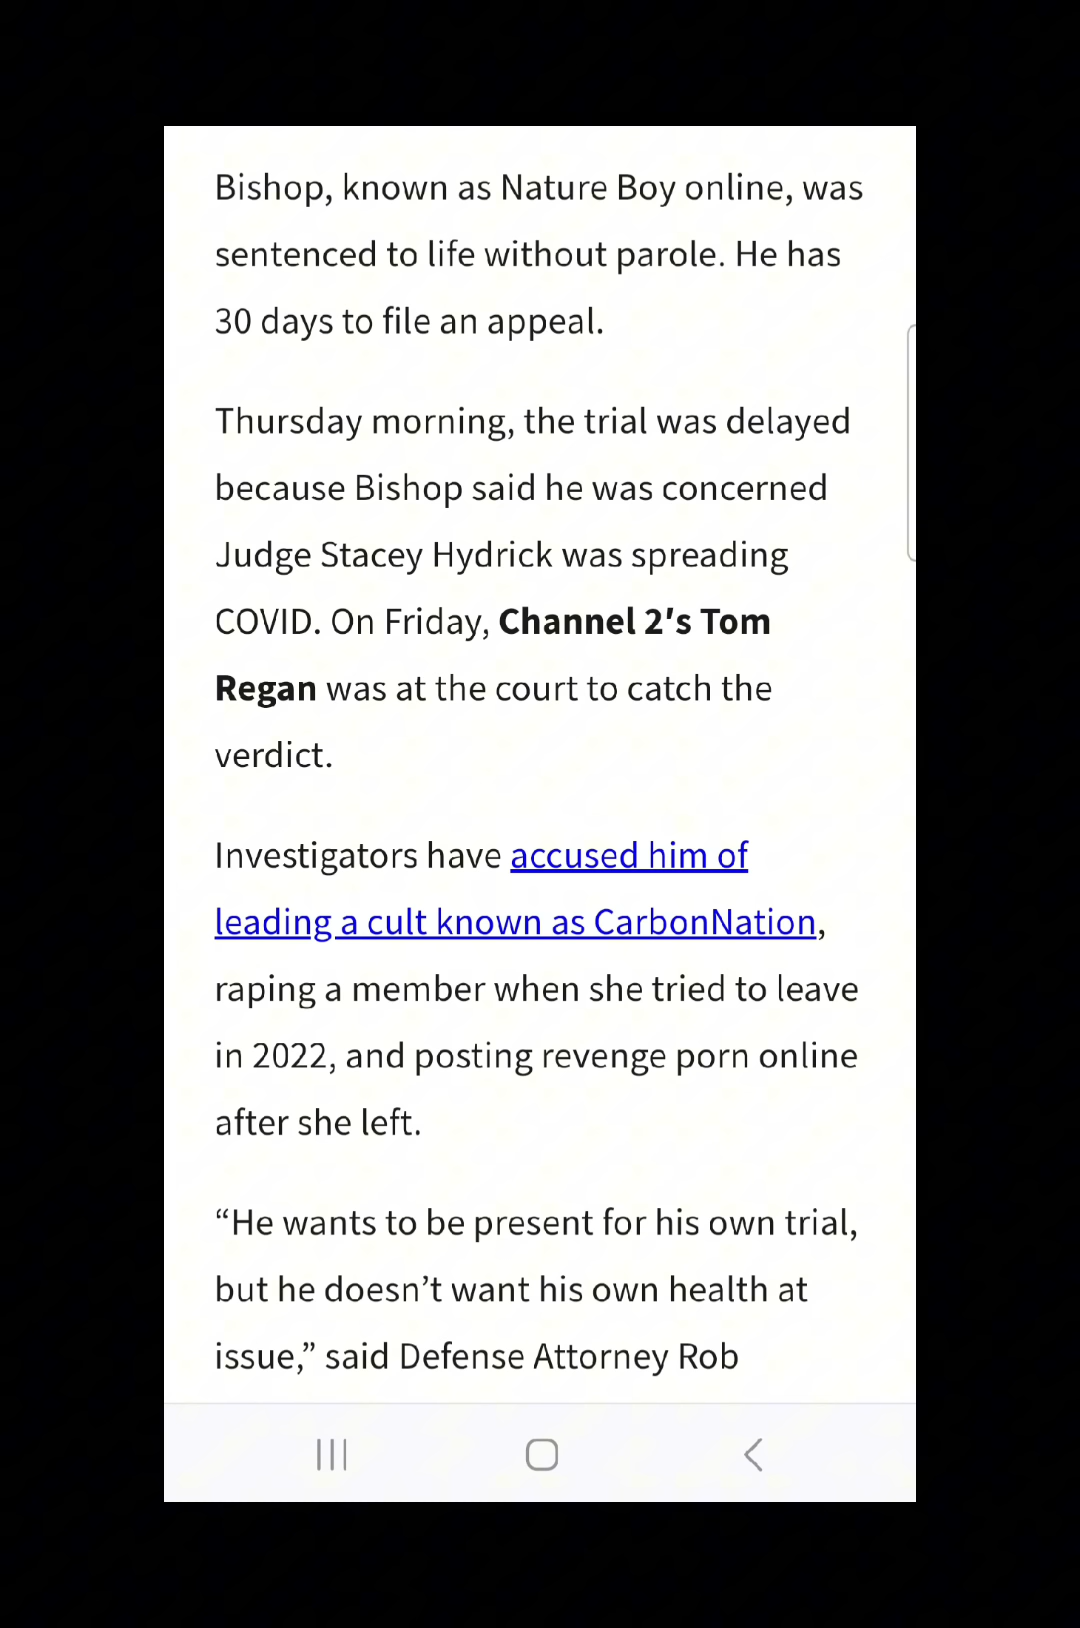 Bishop, known as Nature Boy online, was
sentenced to life without parole. He has
30 days to file an appeal.
Thursday morning, the trial was delayed
because Bishop said he was concerned
Judge Stacey Hydrick was spreading
COVID. On Friday, Channel 2′s Tom
Regan was at the court to catch the
verdict.
Investigators have accused him of
leading a cult known as CarbonNation,
raping a member when she tried to leave
in 2022, and posting revenge porn online
after she left.
“He wants to be present for his own trial,
but he doesn’t want his own health at
issue,” said Defense Attorney Rob